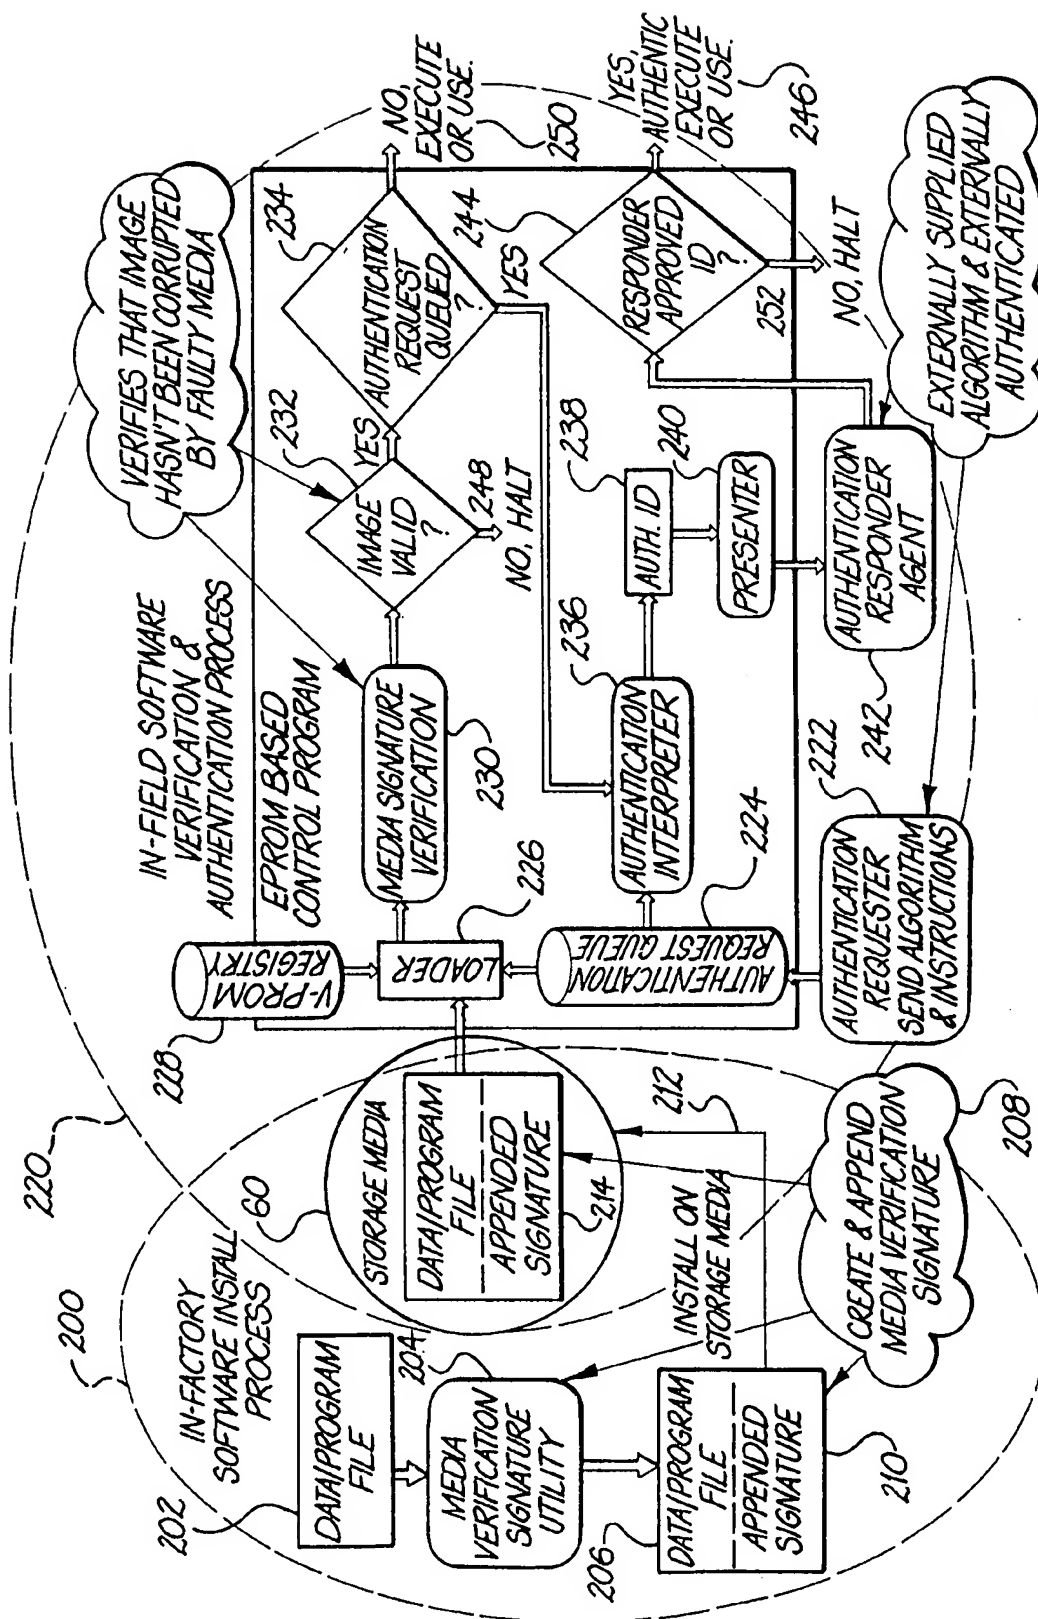 200
IN-FACTORY
SOFTWARE INSTALL
PROCESS
202
DATA/PROGRAM
FILE
204
MEDIA
VERIFICATION
SIGNATURE
UTILITY
206
DATA/PROGRAM
FILE
APPENDED
SIGNATURE
210
INSTALL ON
STORAGE MEDIA
212
CREATE & APPEND
MEDIA VERIFICATION
SIGNATURE
208
60
STORAGE MEDIA
DATA/PROGRAM
FILE
APPENDED
SIGNATURE
214
220
IN-FIELD SOFTWARE
VERIFICATION &
AUTHENTICATION PROCESS
228
V-PROM
REGISTRY
EPROM BASED
CONTROL PROGRAM
LOADER
226
AUTHENTICATION
REQUEST QUEUE
224
AUTHENTICATION
REQUESTER
SEND ALGORITHM
& INSTRUCTIONS
222
MEDIA SIGNATURE
VERIFICATION
230
VERIFIES THAT IMAGE
HASN'T BEEN CORRUPTED
BY FAULTY MEDIA
IMAGE
VALID
?
232
YES
248
NO, HALT
AUTHENTICATION
REQUEST
QUEUED
?
234
NO,
EXECUTE
OR USE.
250
YES
AUTHENTICATION
INTERPRETER
236
AUTH. ID
238
PRESENTER
240
AUTHENTICATION
RESPONDER
AGENT
242
RESPONDER
APPROVED
ID
?
244
YES,
AUTHENTIC
EXECUTE
OR USE.
246
252
NO, HALT
EXTERNALLY SUPPLIED
ALGORITHM & EXTERNALLY
AUTHENTICATED